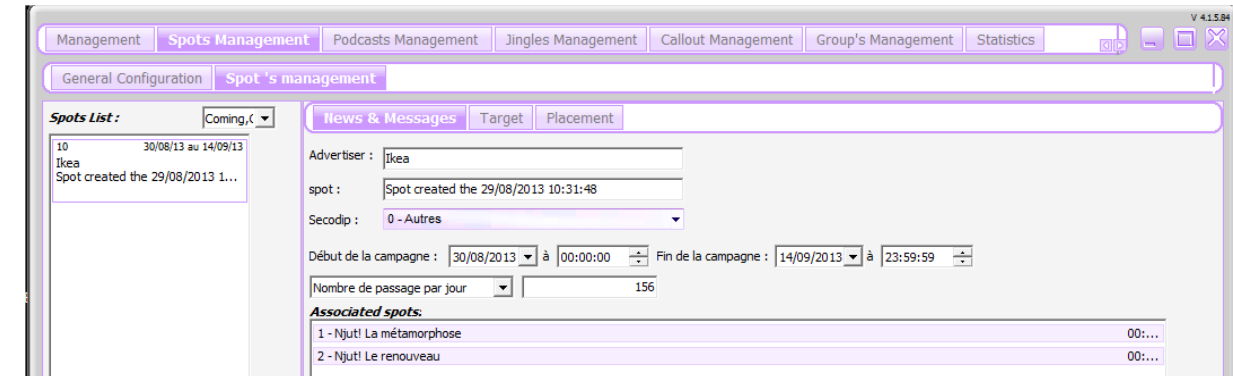 V 4.1.5.84
Management Spots Management Podcasts Management Jingles Management Callout Management Group's Management Statistics
General Configuration Spot 's management
Spots List : Coming,(
News & Messages Target Placement
10 30/08/13 au 14/09/13
Ikea
Spot created the 29/08/2013 1...
Advertiser : Ikea
spot : Spot created the 29/08/2013 10:31:48
Secodip : 0 - Autres
Début de la campagne : 30/08/2013 à 00:00:00 Fin de la campagne : 14/09/2013 à 23:59:59
Nombre de passage par jour 156
Associated spots:
1 - Njut! La métamorphose 00:...
2 - Njut! Le renouveau 00:...